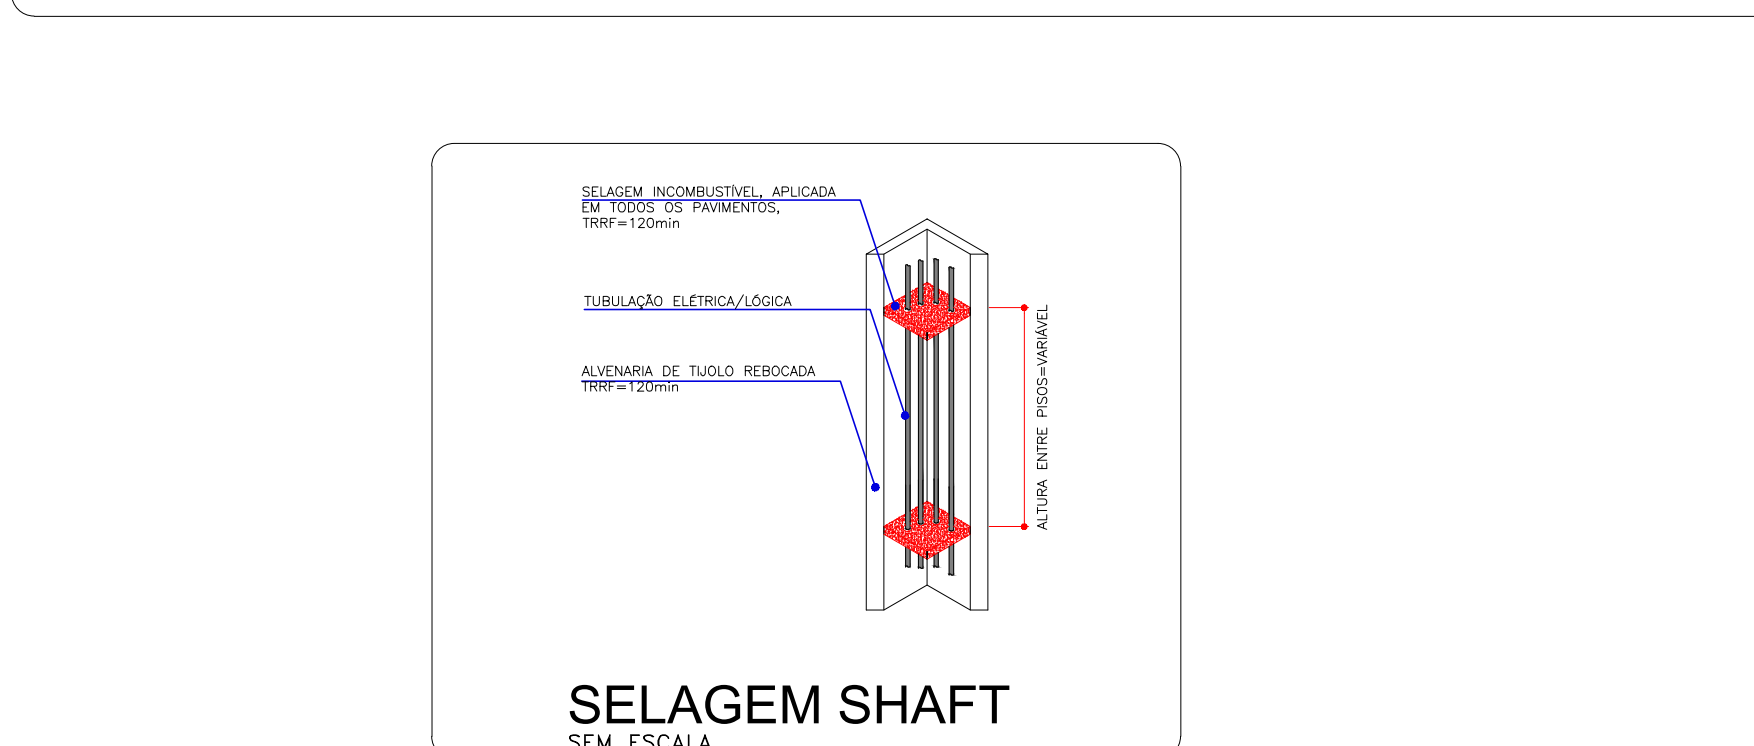 SELAGEM INCOMBUSTÍVEL, APLICADA
EM TODOS OS PAVIMENTOS,
TRRF=120min
TUBULAÇÃO ELÉTRICA/LÓGICA
ALVENARIA DE TIJOLO REBOCADA
TRRF=120min
ALTURA ENTRE PISOS=VARIÁVEL
SELAGEM SHAFT
SEM ESCALA